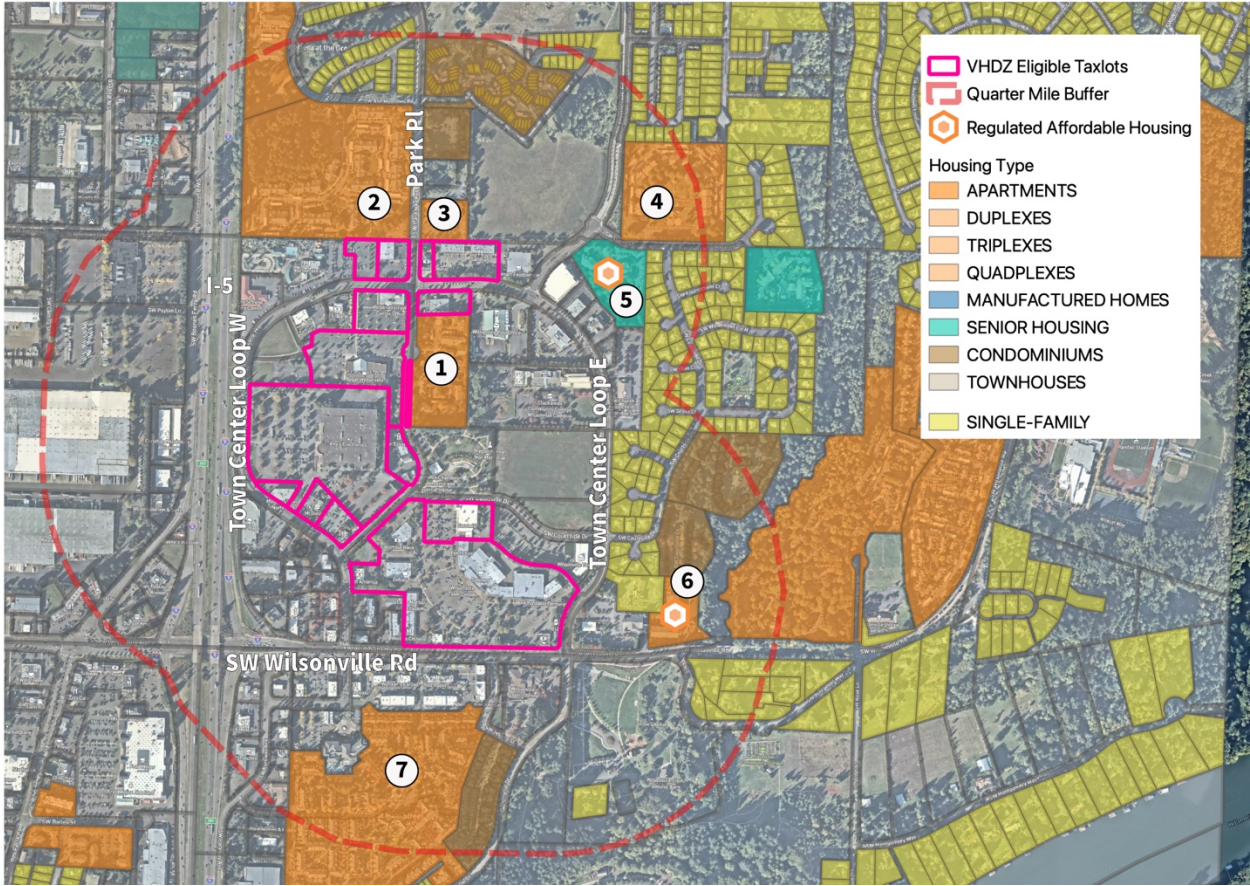 VHDZ Eligible Taxlots
Quarter Mile Buffer
Regulated Affordable Housing
Housing Type
APARTMENTS
DUPLEXES
TRIPLEXES
QUADPLEXES
MANUFACTURED HOMES
SENIOR HOUSING
CONDOMINIUMS
TOWNHOUSES
SINGLE-FAMILY
Park Pl
2
3
4
I-5
5
1
Town Center Loop W
Town Center Loop E
6
SW Wilsonville Rd
7